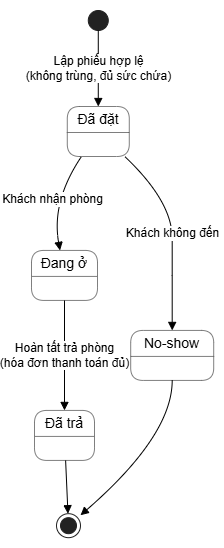 Lập phiếu hợp lệ
(không trùng, đủ sức chứa)
Đã đặt
Khách nhận phòng
Khách không đến
Đang ở
No-show
Hoàn tất trả phòng
(hóa đơn thanh toán đủ)
Đã trả